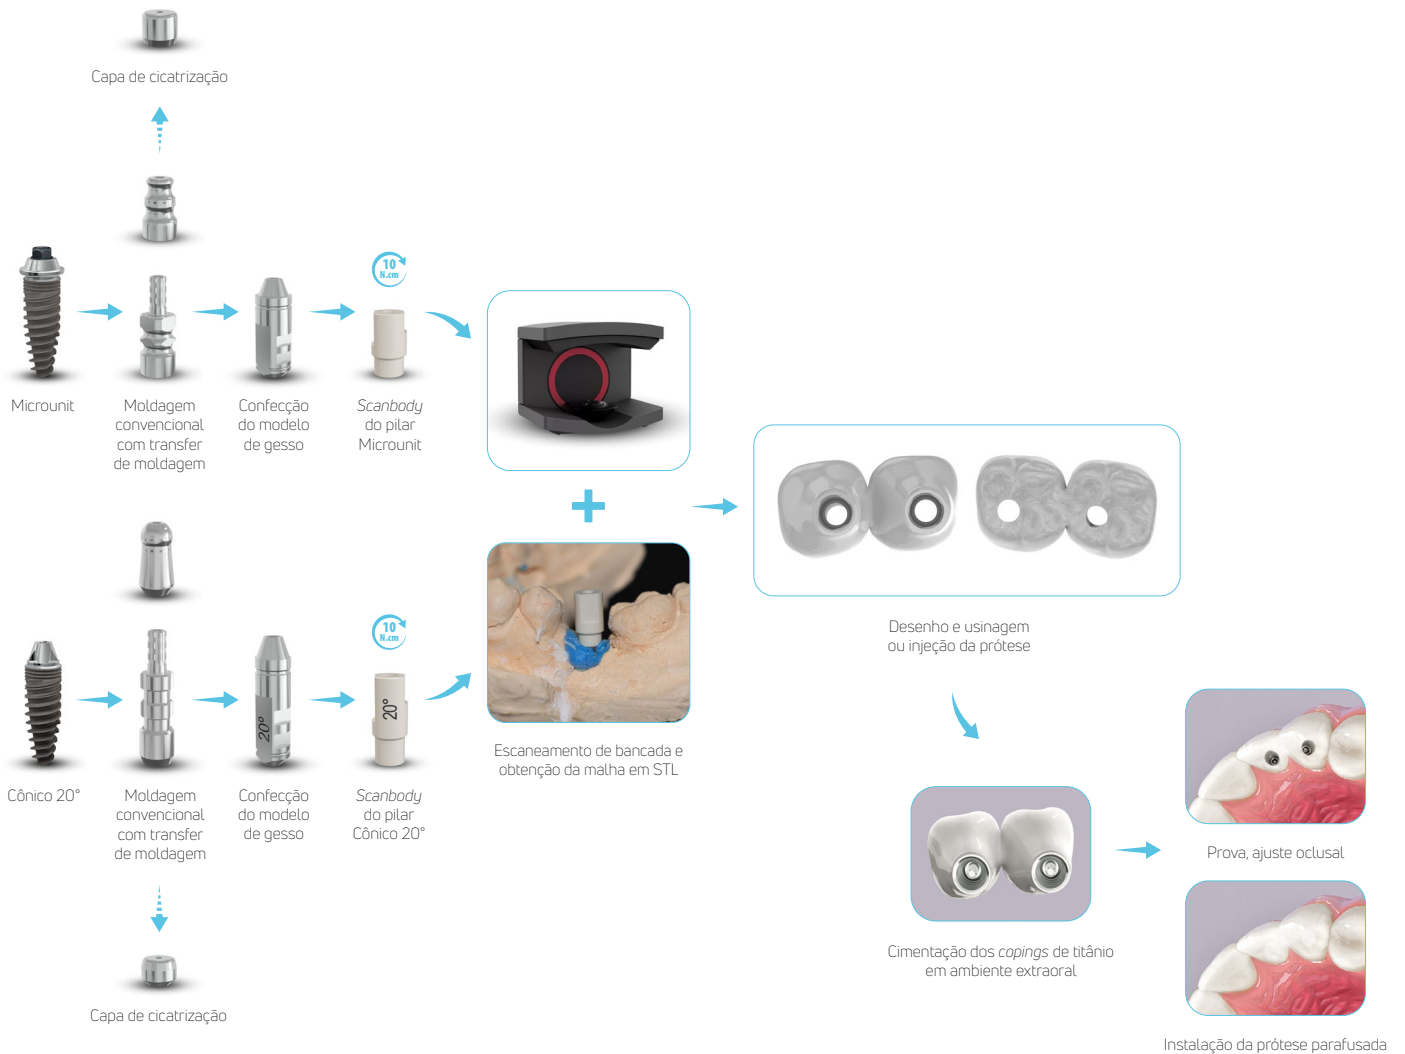 Capa de cicatrização
10
N.cm
Microunit
Moldagem
convencional
com transfer
de moldagem
Confecção
do modelo
de gesso
Scanbody
do pilar
Microunit
10
N.cm
20°
20°
Cônico 20°
Moldagem
convencional
com transfer
de moldagem
Confecção
do modelo
de gesso
Scanbody
do pilar
Cônico 20°
Capa de cicatrização
Escaneamento de bancada e
obtenção da malha em STL
Desenho e usinagem
ou injeção da prótese
Cimentação dos copings de titânio
em ambiente extraoral
Prova, ajuste oclusal
Instalação da prótese parafusada